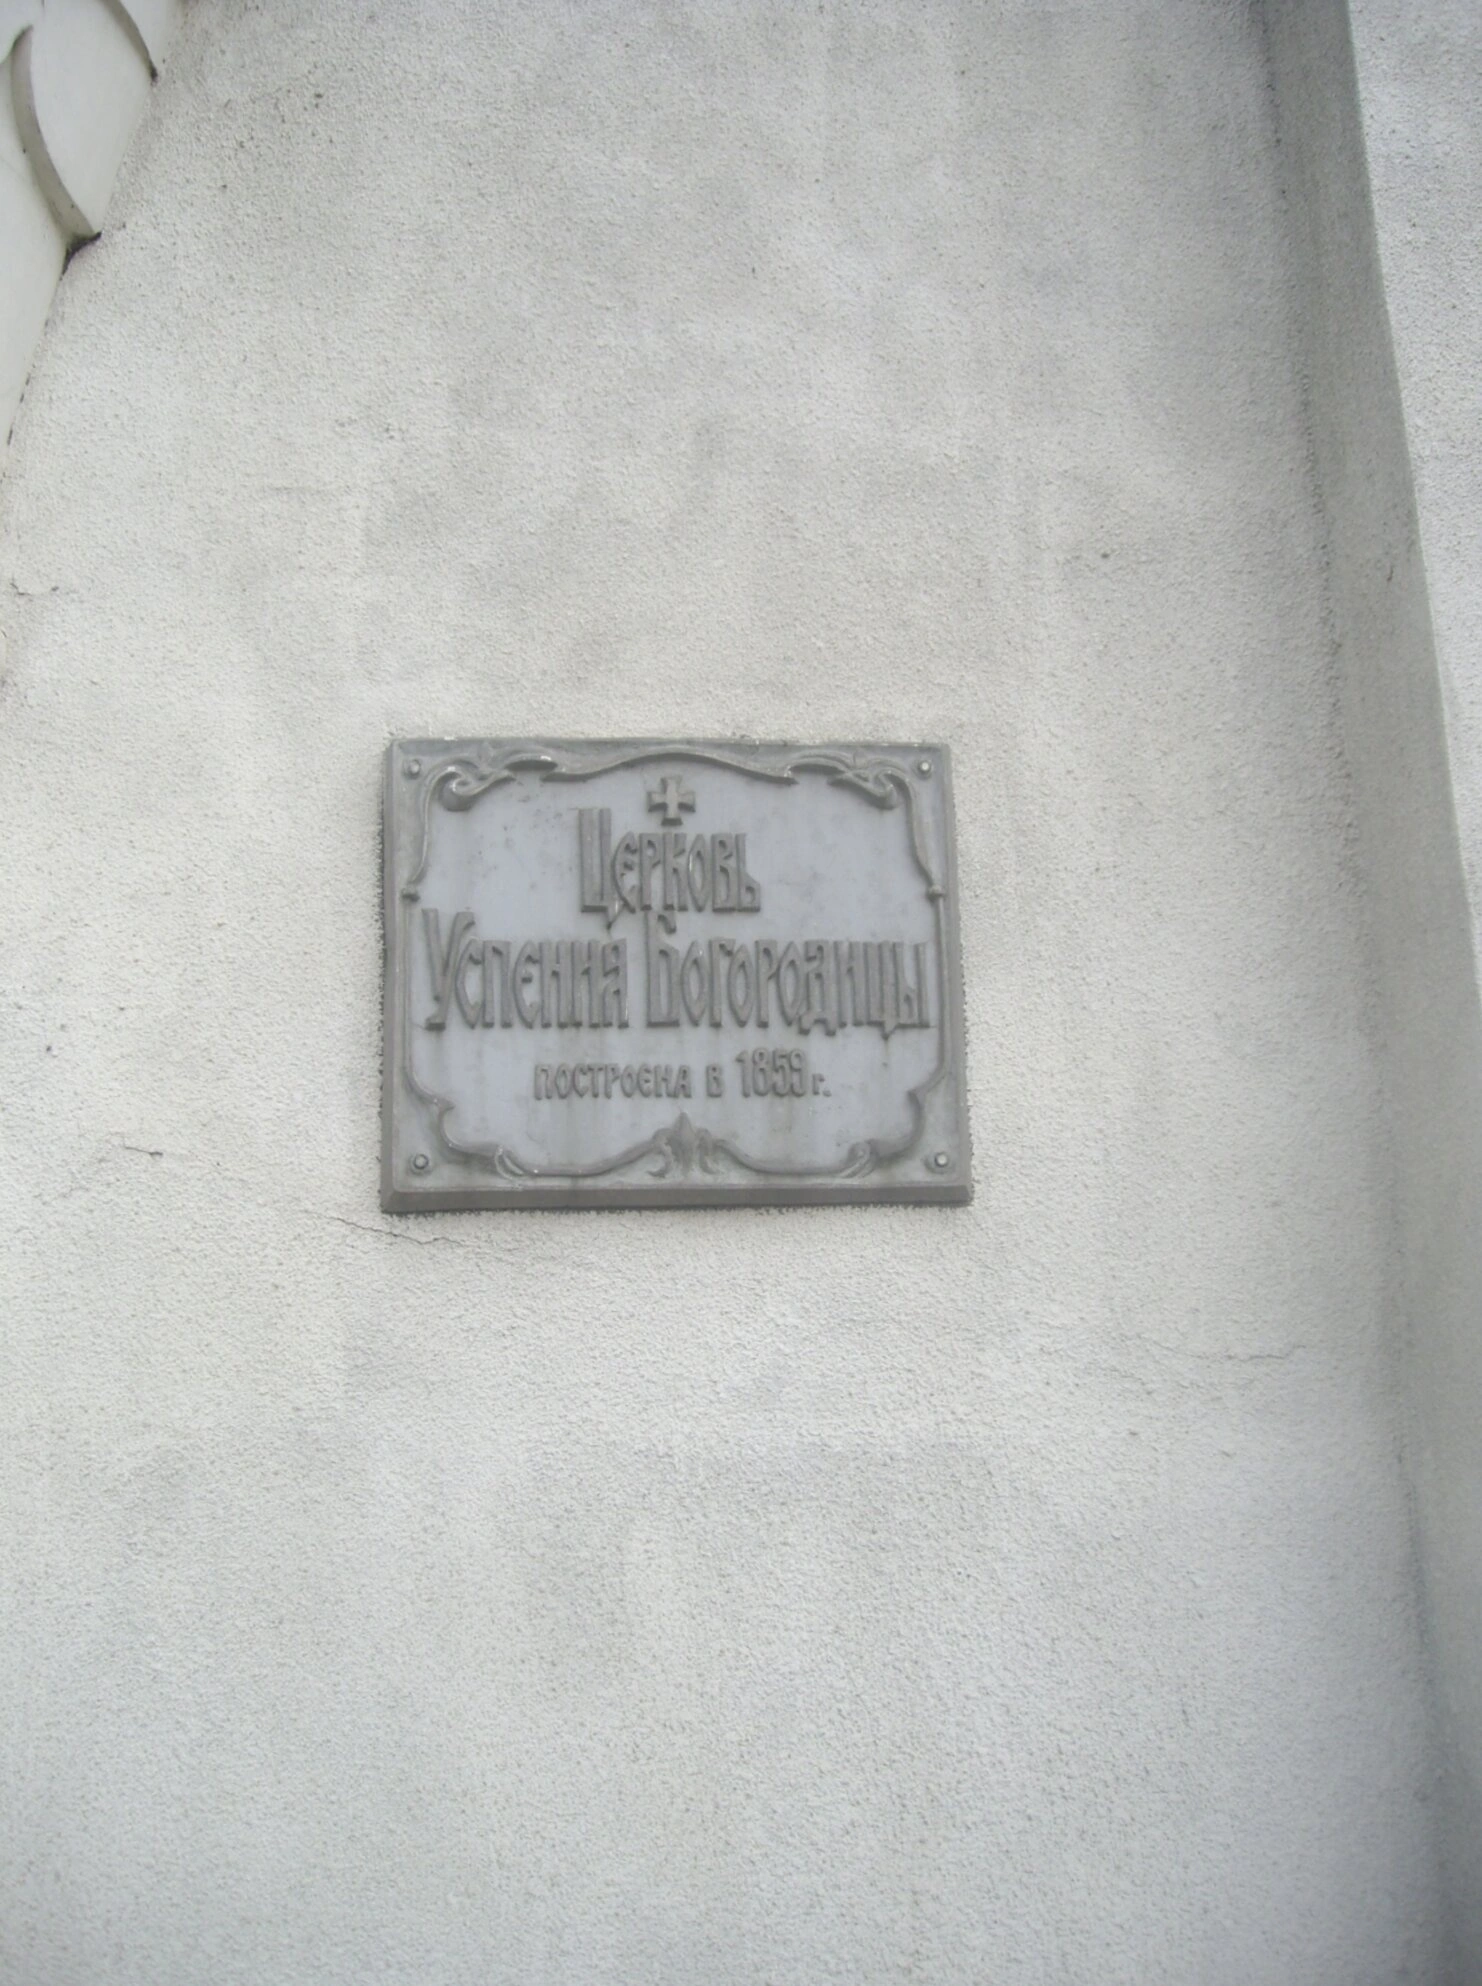 Церковь
Успения Богородицы
построена в 1859 г.